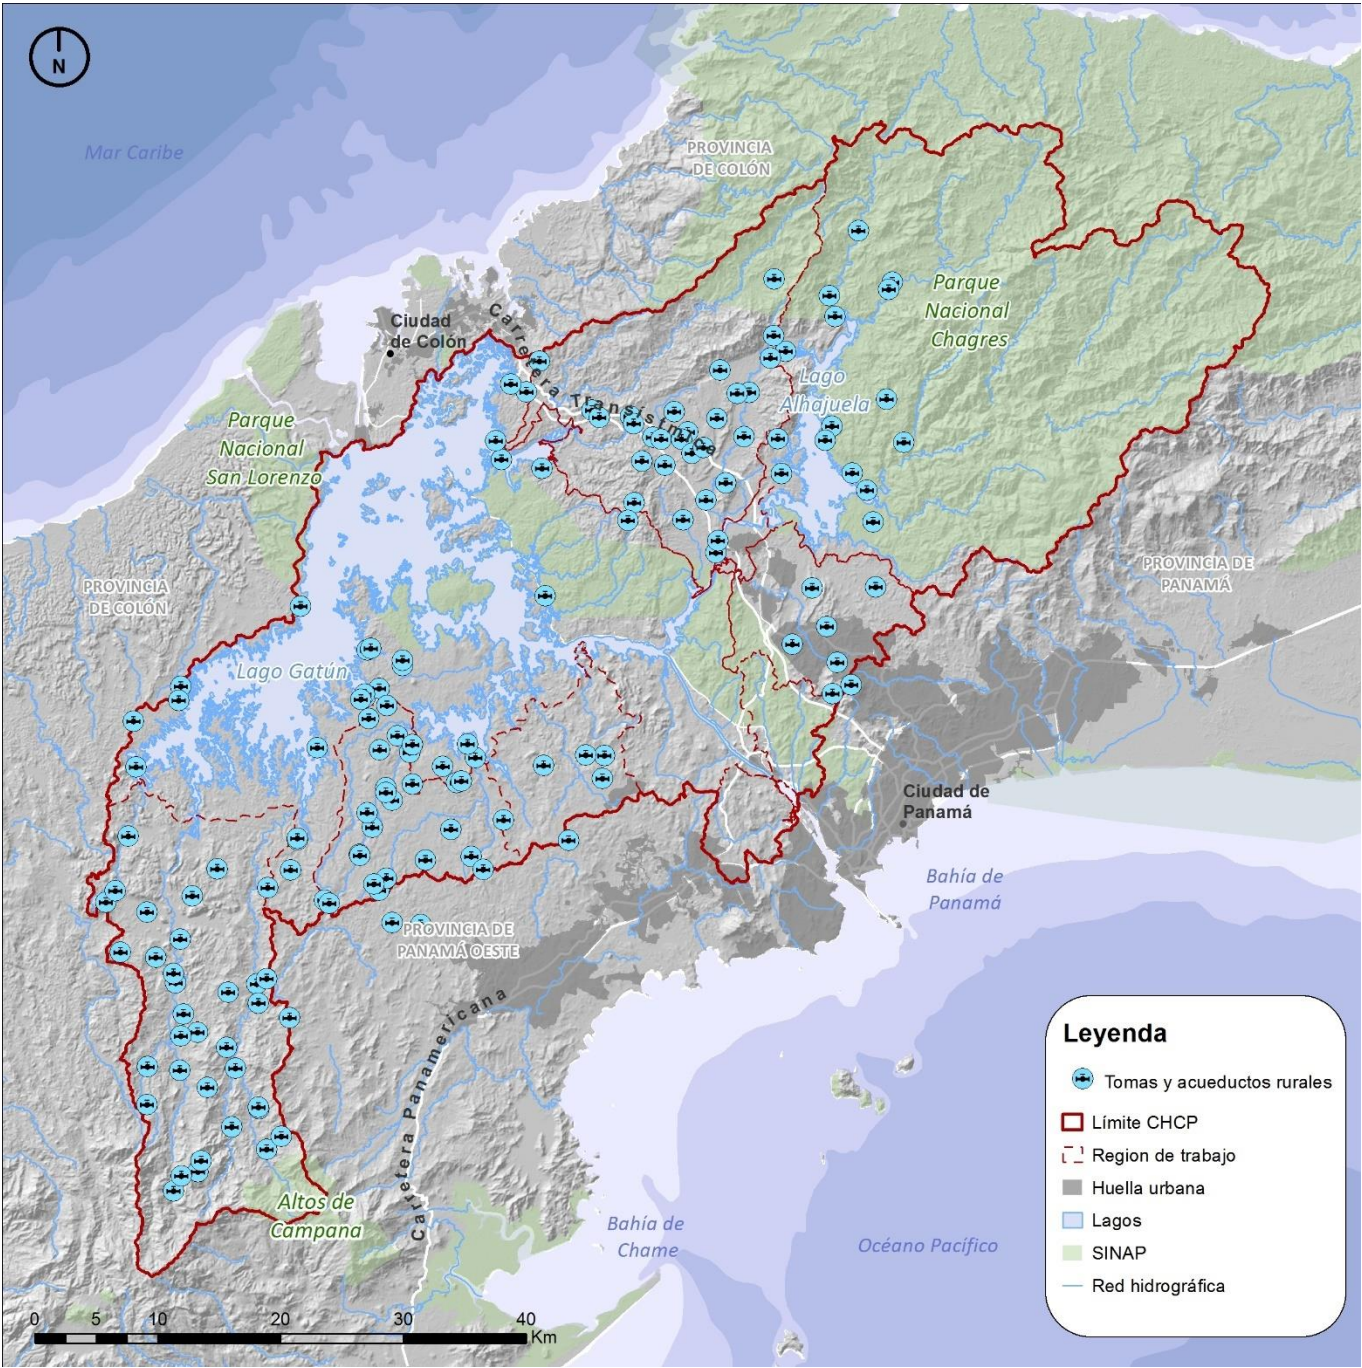 N
Mar Caribe
PROVINCIA
DE COLÓN
Parque
Nacional
Chagres
Ciudad
de Colón
Carretera Transísmica
Lago
Alhajuela
Parque
Nacional
San Lorenzo
PROVINCIA
DE COLÓN
PROVINCIA DE
PANAMÁ
Lago Gatún
Ciudad de
Panamá
Bahía de
Panamá
PROVINCIA DE
PANAMÁ OESTE
Carretera Panamericana
Altos de
Campana
Bahía de
Chame
Océano Pacífico
Leyenda
Tomas y acueductos rurales
Límite CHCP
Region de trabajo
Huella urbana
Lagos
SINAP
Red hidrográfica
0 5 10 20 30 40
Km